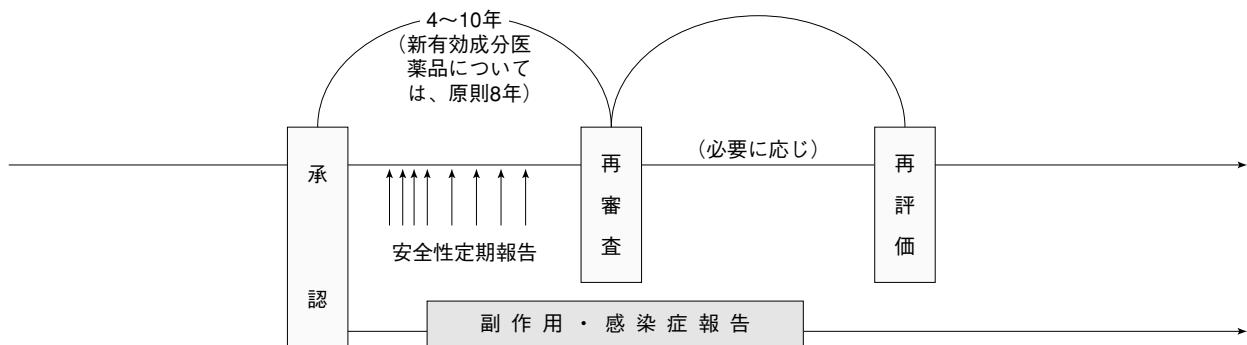 4〜10年
（新有効成分医
薬品について
は、原則8年）
承認
再審査
（必要に応じ）
再評価
安全性定期報告
副作用・感染症報告